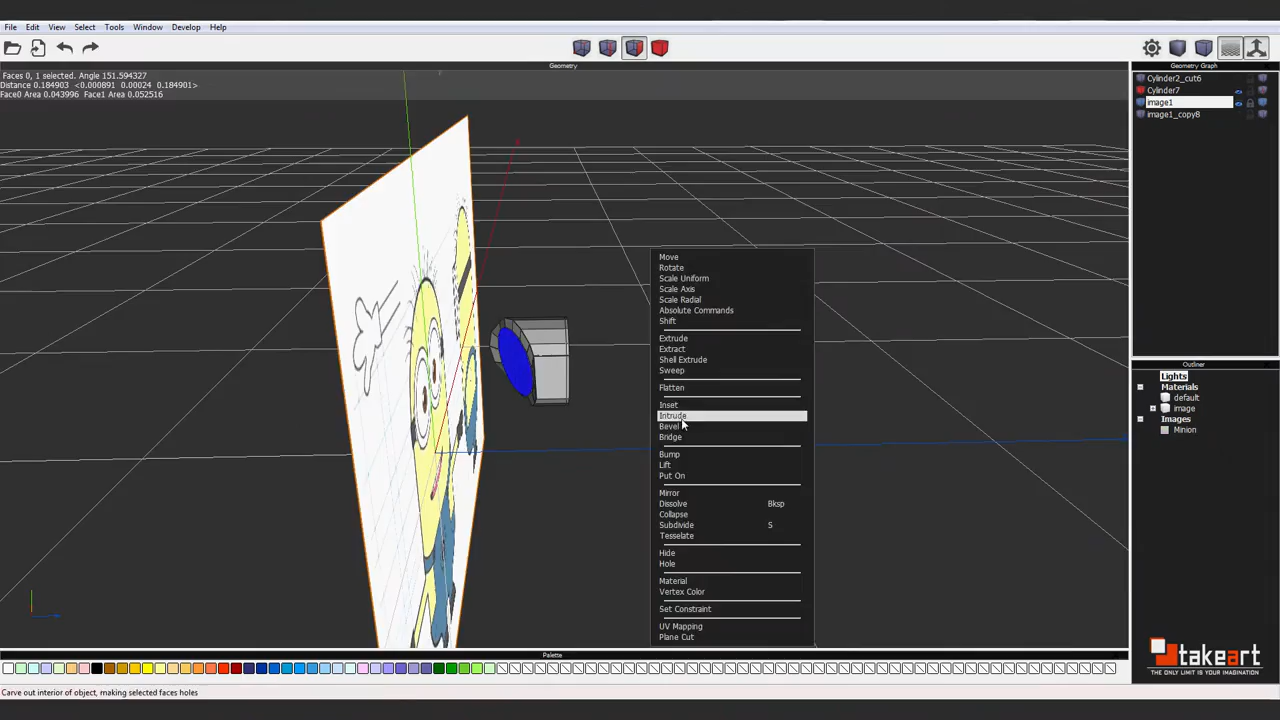 File Edit View Select Tools Window Develop Help
Geometry
Faces 0, 1 selected. Angle 151.594327
Distance 0.184903 <0.000891 0.00024 0.184901>
Face0 Area 0.043996 Face1 Area 0.052516
Move
Rotate
Scale Uniform
Scale Axis
Scale Radial
Absolute Commands
Shift
Extrude
Extract
Shell Extrude
Sweep
Flatten
Inset
Intrude
Bevel
Bridge
Bump
Lift
Put On
Mirror
Dissolve Bksp
Collapse
Subdivide S
Tesselate
Hide
Hole
Material
Vertex Color
Set Constraint
UV Mapping
Plane Cut
Geometry Graph
Cylinder2_cut6
Cylinder7
image1
image1_copy8
Outliner
Lights
Materials
default
image
Images
Minion
Palette
takeart
THE ONLY LIMIT IS YOUR IMAGINATION
Carve out interior of object, making selected faces holes